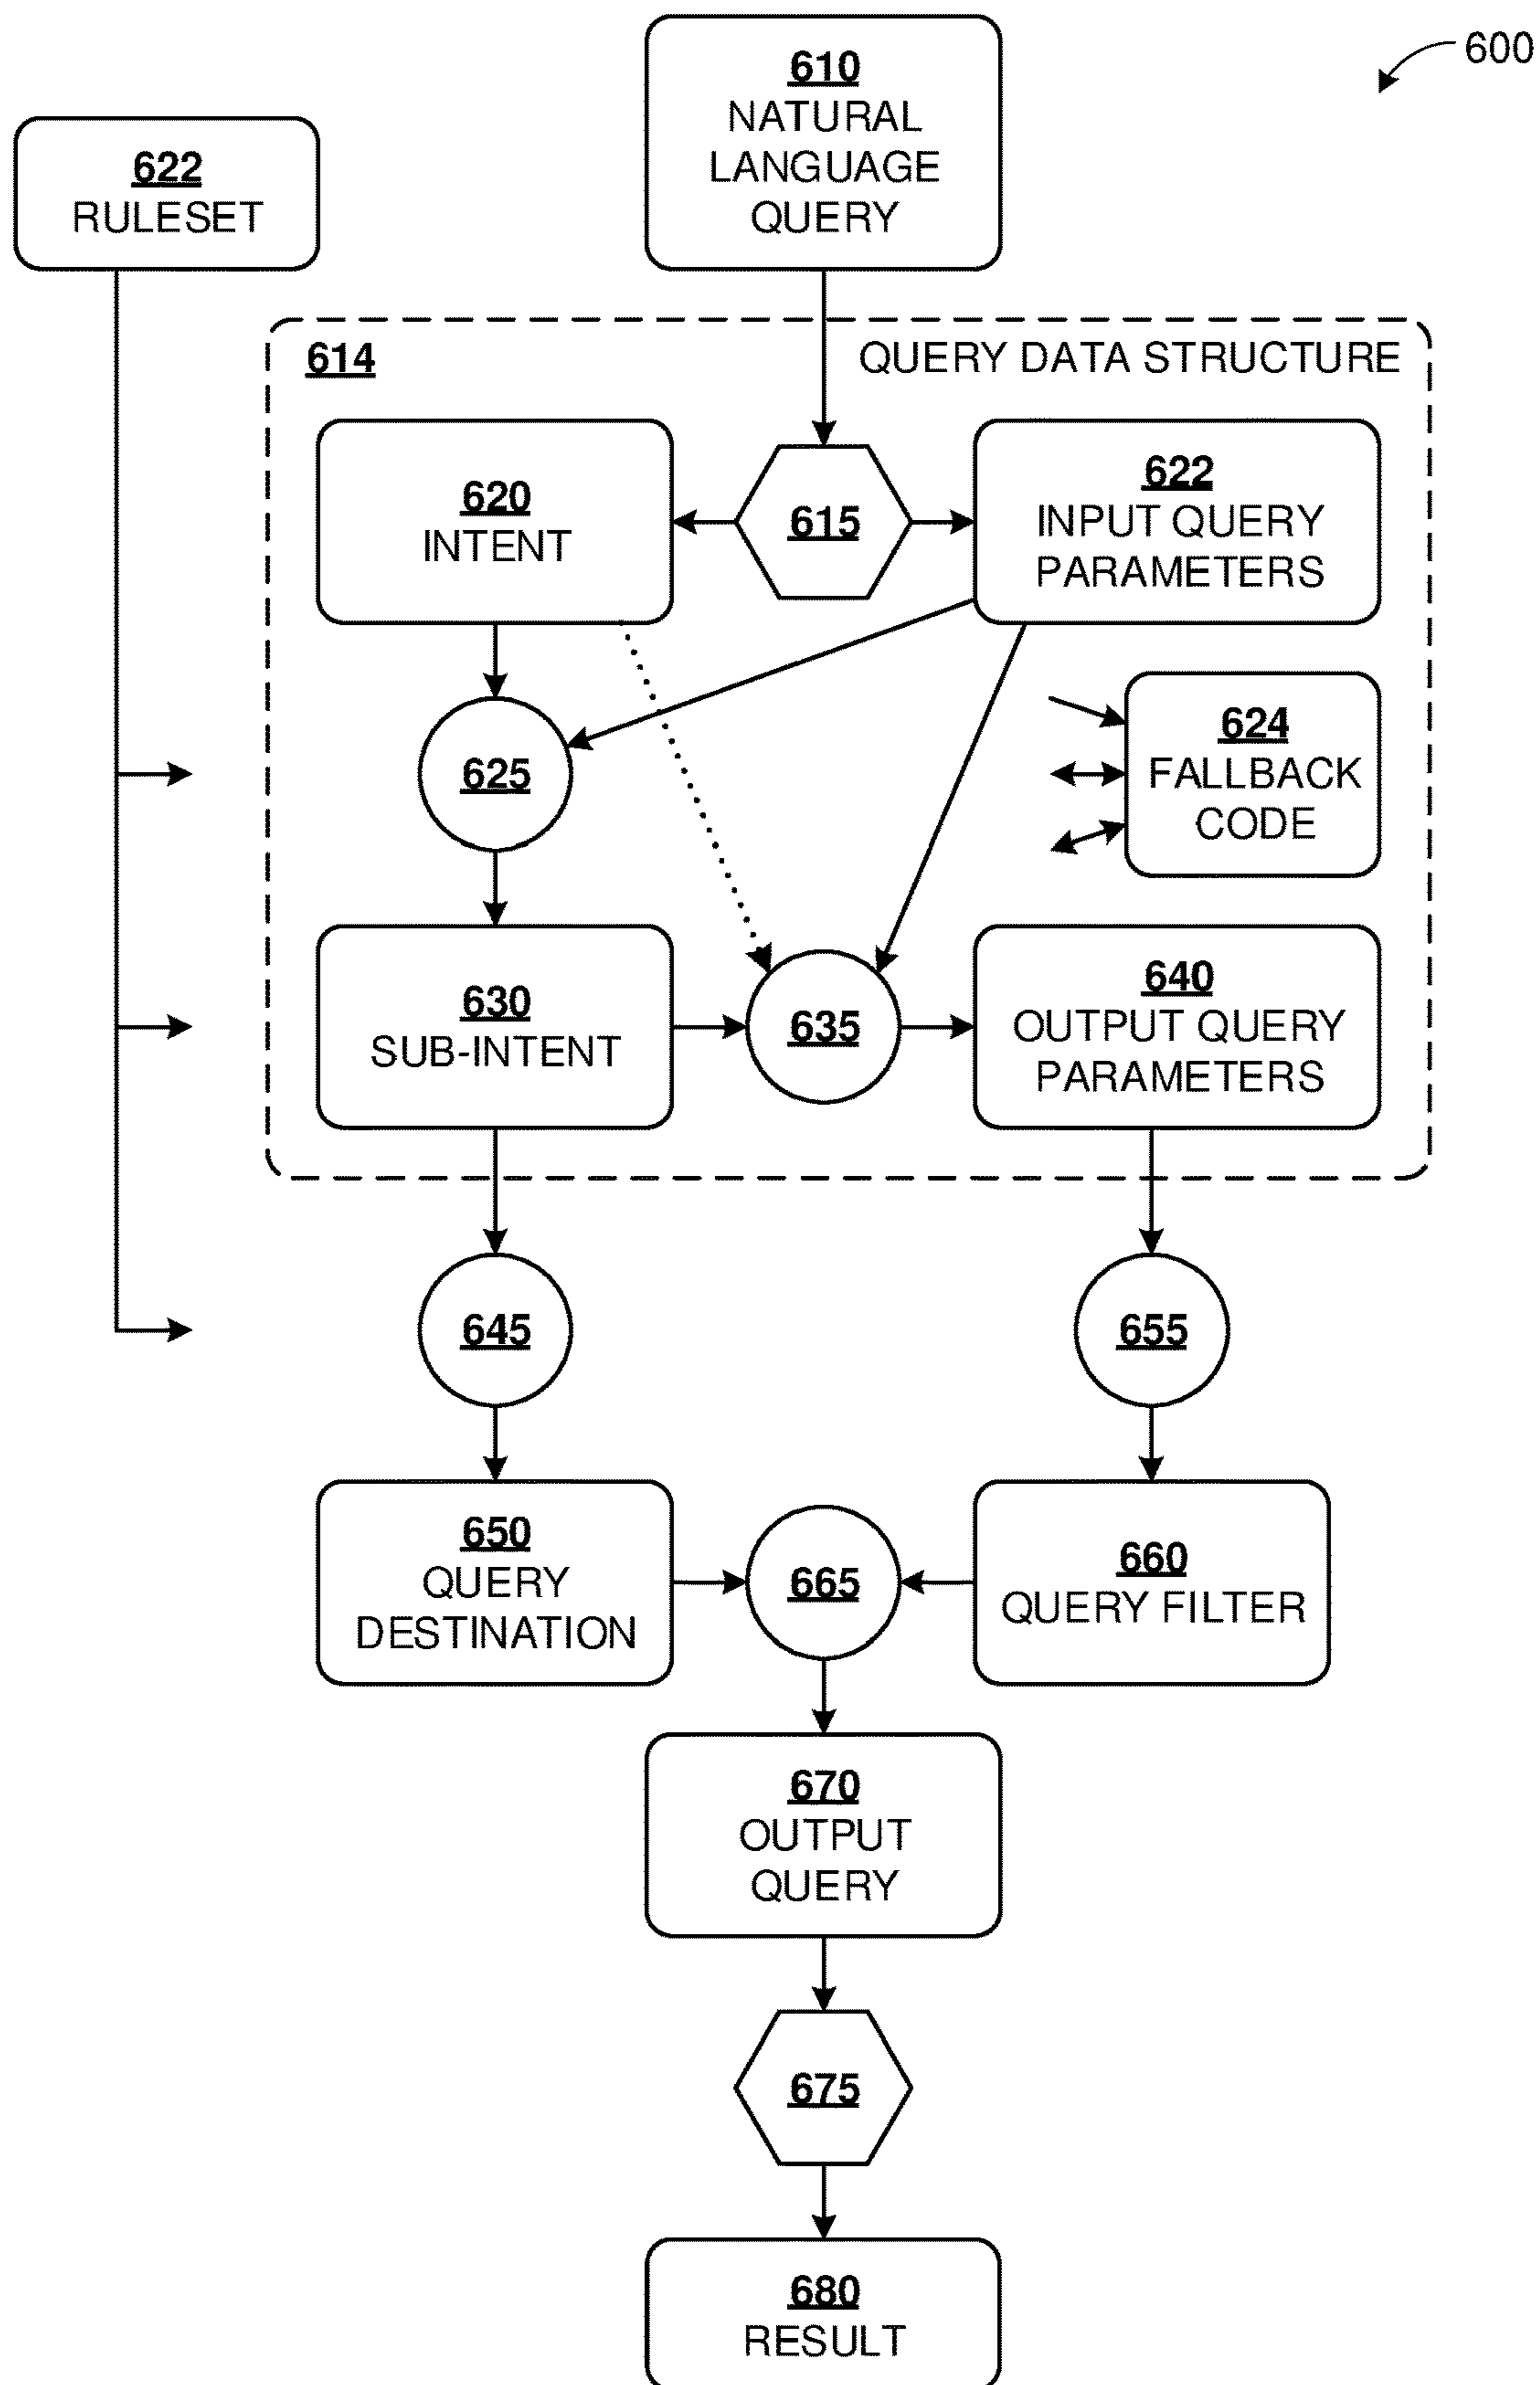 600
610
NATURAL
LANGUAGE
QUERY
622
RULESET
614
QUERY DATA STRUCTURE
620
INTENT
615
622
INPUT QUERY
PARAMETERS
625
624
FALLBACK
CODE
630
SUB-INTENT
635
640
OUTPUT QUERY
PARAMETERS
645
655
650
QUERY
DESTINATION
665
660
QUERY FILTER
670
OUTPUT
QUERY
675
680
RESULT